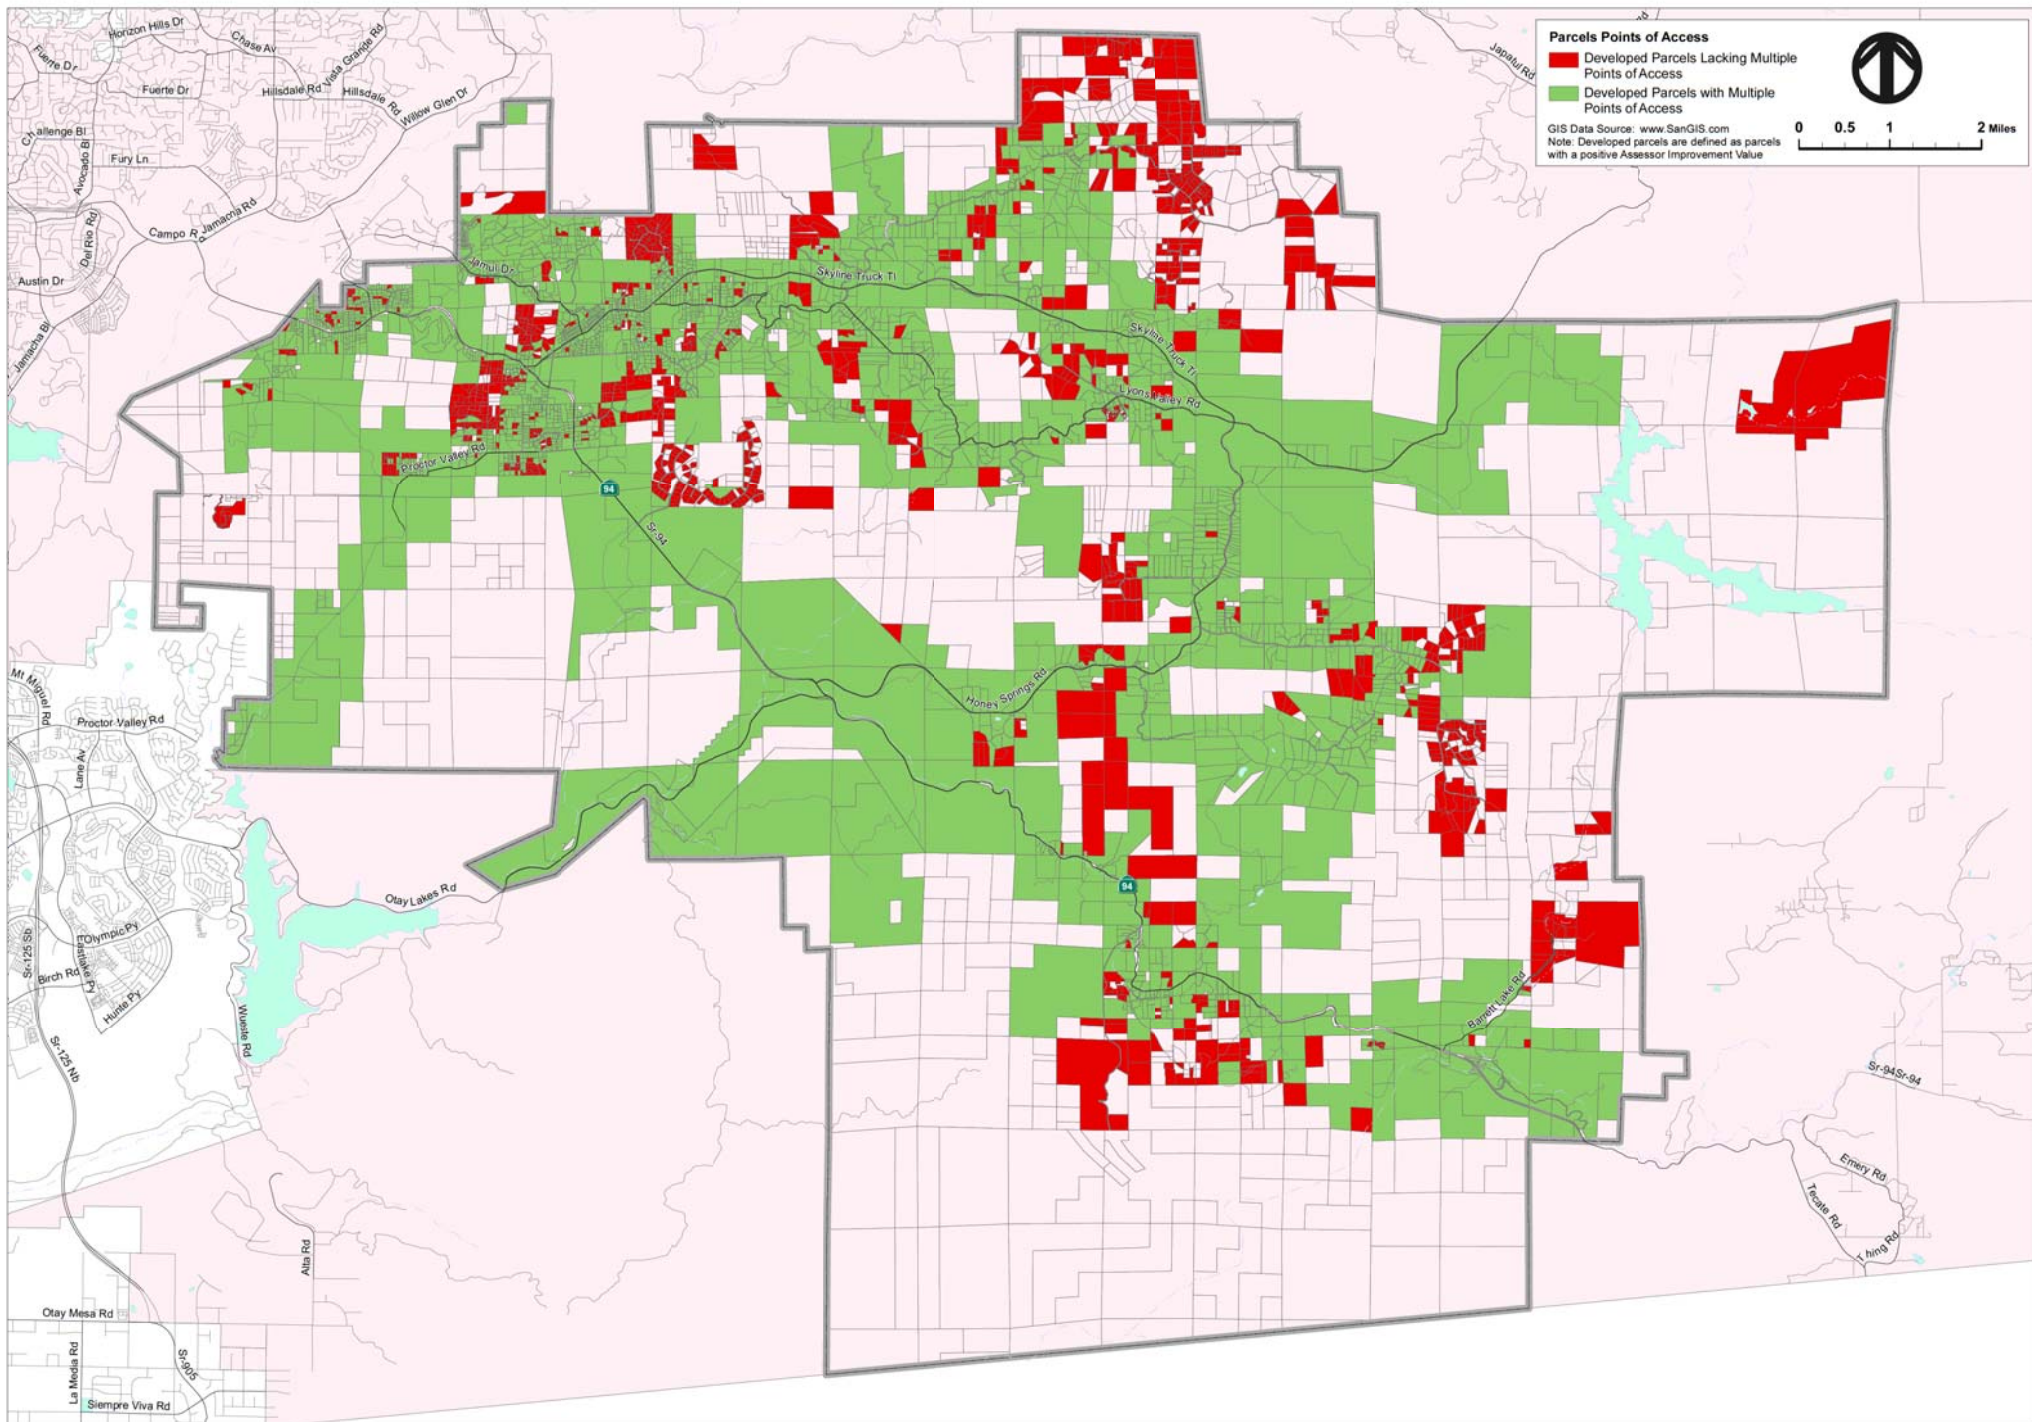 Parcels Points of Access
Developed Parcels Lacking Multiple
Points of Access
Developed Parcels with Multiple
Points of Access
GIS Data Source: www.SanGIS.com
Note: Developed parcels are defined as parcels
with a positive Assessor Improvement Value
0 0.5 1 2 Miles
Horizon Hills Dr
Chase Av
Vista Grande Rd
Fuerte Dr
Fuerte Dr
Hillsdale Rd
Hillsdale Rd
Willow Glen Dr
Challenge Bl
Avocado Bl
Fury Ln
Jamacha Rd
Campo R
Del Rio Rd
Austin Dr
Jamacha Bl
Japatul Rd
Rd
Jamul Dr
Skyline Truck Tl
Skyline Truck Tl
Lyons Valley Rd
Proctor Valley Rd
94
Sr-94
Honey Springs Rd
Mt Miguel Rd
Proctor Valley Rd
Lane Av
Otay Lakes Rd
94
Olympic Py
Eastlake Py
Sr-125 Sb
Birch Rd
Hunte Py
Wueste Rd
Barrett Lake Rd
Sr-125 Nb
Sr-94Sr-94
Emery Rd
Tecate Rd
Thing Rd
Alta Rd
Otay Mesa Rd
La Media Rd
Sr-905
Siempre Viva Rd